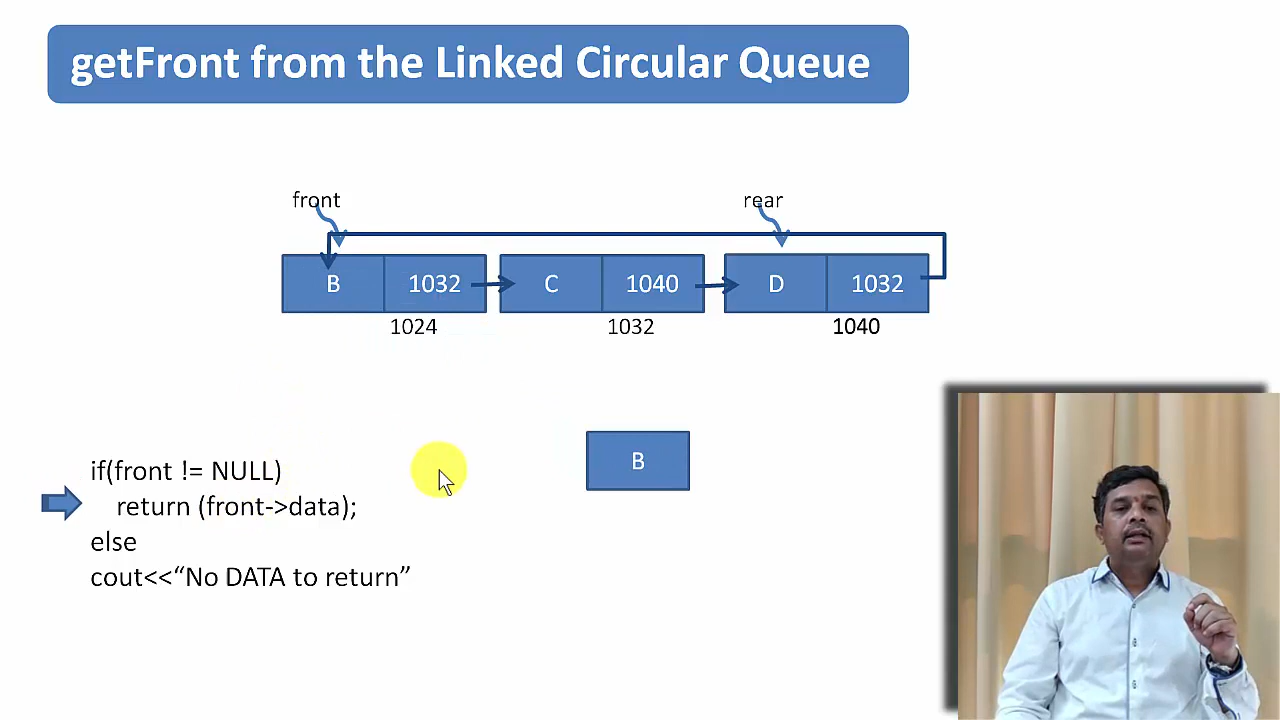 getFront from the Linked Circular Queue
front rear
B 1032 C 1040 D 1032
1024 1032 1040
B
if(front != NULL)
return (front->data);
else
cout<<“No DATA to return”